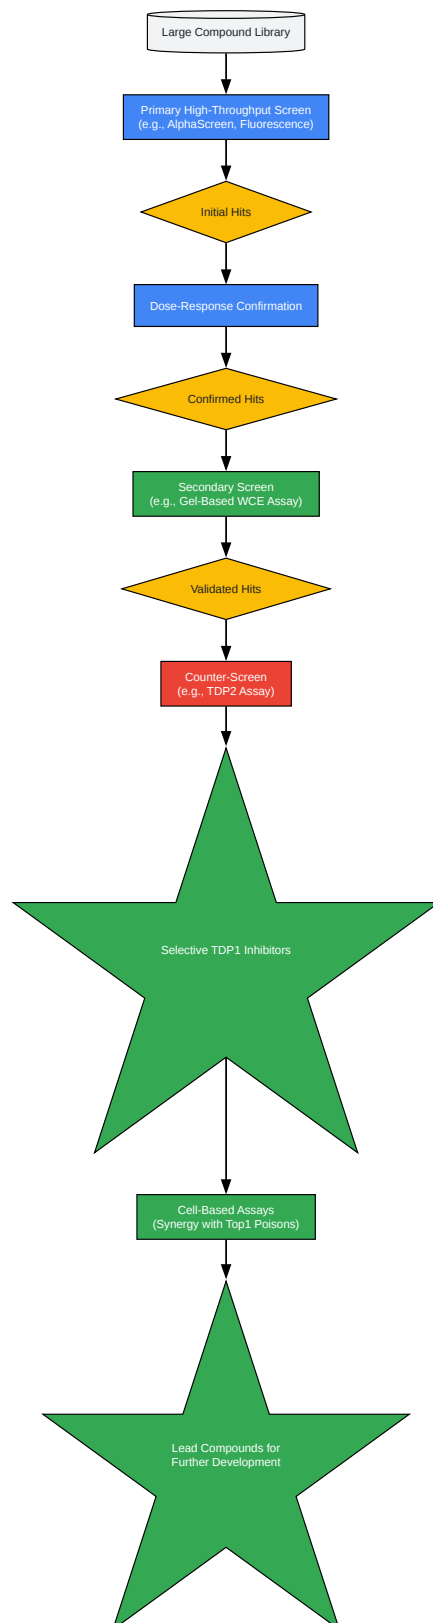 Large Compound Library
Primary High-Throughput Screen
(e.g., AlphaScreen, Fluorescence)
Initial Hits
Dose-Response Confirmation
Confirmed Hits
Secondary Screen
(e.g., Gel-Based WCE Assay)
Validated Hits
Counter-Screen
(e.g., TDP2 Assay)
Selective TDP1 Inhibitors
Cell-Based Assays
(Synergy with Top1 Poisons)
Lead Compounds for
Further Development